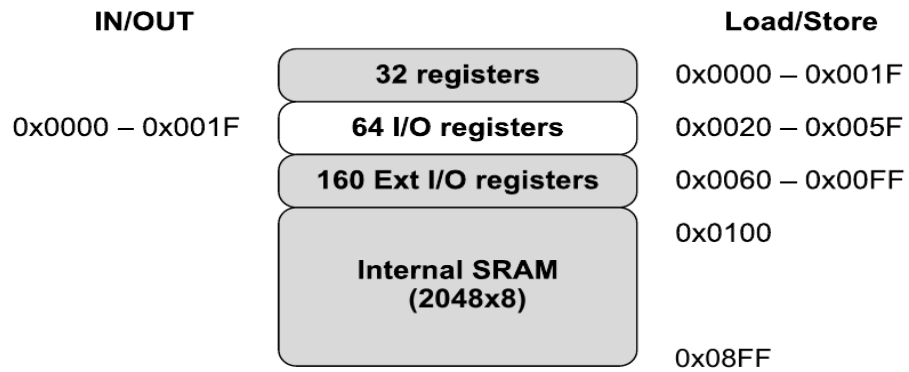 IN/OUT Load/Store
32 registers 0x0000 – 0x001F
0x0000 – 0x001F 64 I/O registers 0x0020 – 0x005F
160 Ext I/O registers 0x0060 – 0x00FF
0x0100
Internal SRAM
(2048x8)
0x08FF